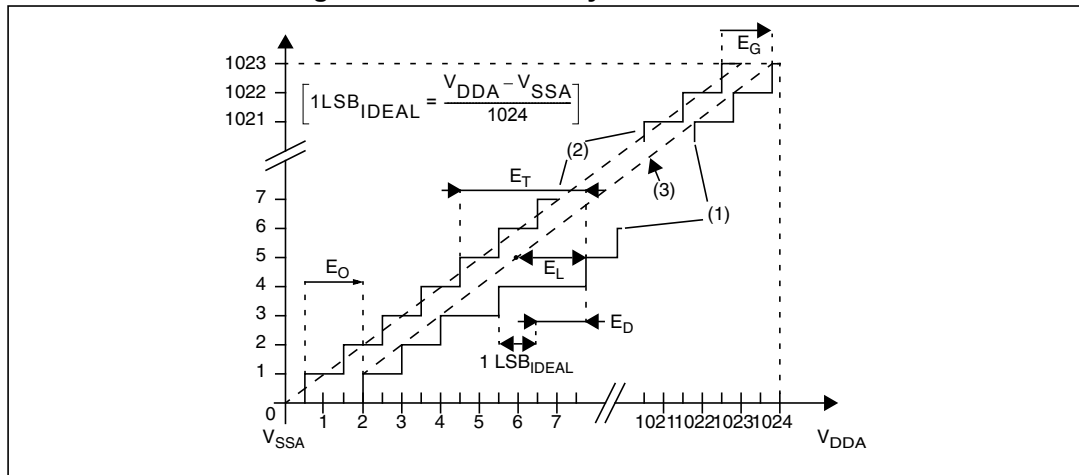 E_G
1023
1022
1021
[1LSB_IDEAL = (V_DDA – V_SSA) / 1024]
(2)
E_T
(3)
7
6
(1)
5
E_L
E_O
4
3
E_D
2
1 LSB_IDEAL
1
0
1 2 3 4 5 6 7 1021 1022 1023 1024
V_SSA
V_DDA